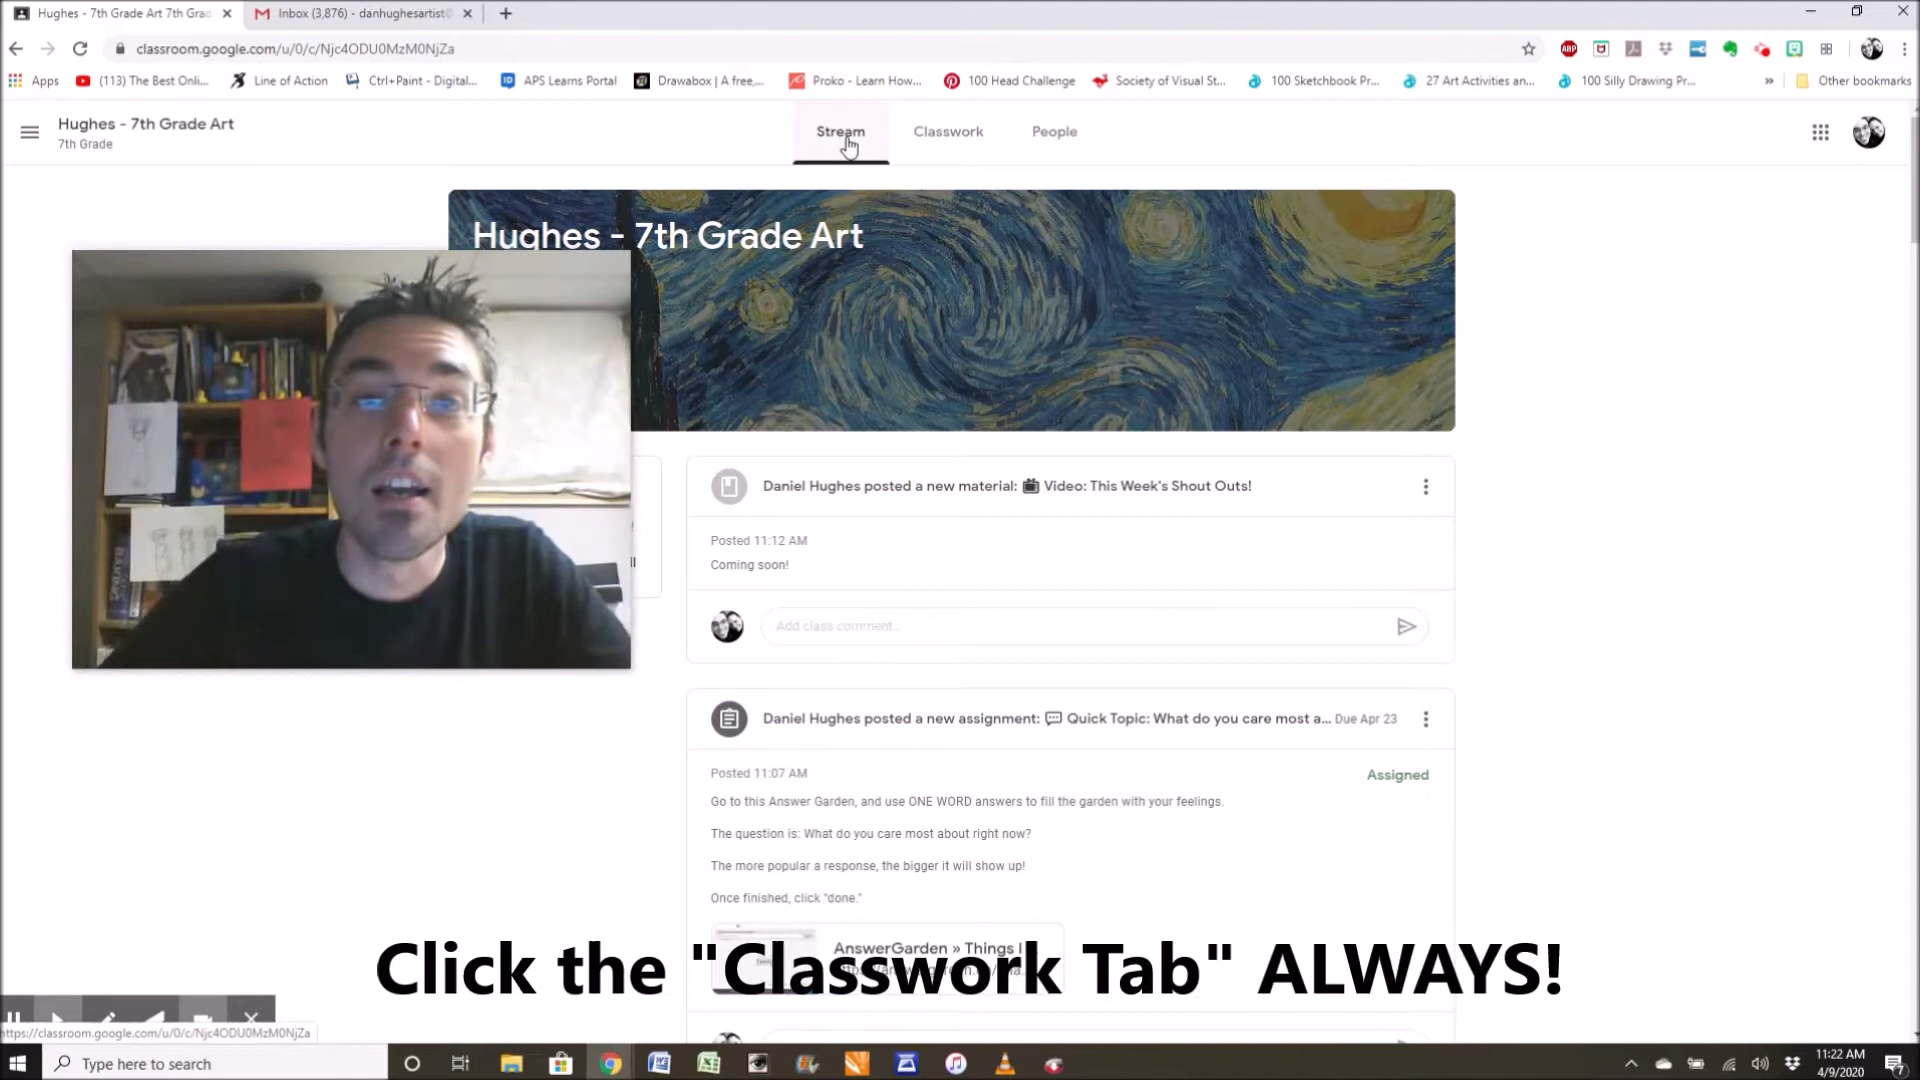 Hughes - 7th Grade Art 7th Grad
Inbox (3,876) - danhughesartist@
classroom.google.com/u/0/c/Njc4ODU0MzM0NjZa
Apps
(113) The Best Onli...
Line of Action
Ctrl+Paint - Digital...
APS Learns Portal
Drawabox | A free,...
Proko - Learn How...
100 Head Challenge
Society of Visual St...
100 Sketchbook Pr...
27 Art Activities an...
100 Silly Drawing Pr...
Other bookmarks
Hughes - 7th Grade Art
7th Grade
Stream
Classwork
People
Hughes - 7th Grade Art
Daniel Hughes posted a new material: Video: This Week's Shout Outs!
Posted 11:12 AM
Coming soon!
Add class comment...
Daniel Hughes posted a new assignment: Quick Topic: What do you care most a... Due Apr 23
Posted 11:07 AM
Assigned
Go to this Answer Garden, and use ONE WORD answers to fill the garden with your feelings.
The question is: What do you care most about right now?
The more popular a response, the bigger it will show up!
Once finished, click "done."
AnswerGarden » Things I
Click the "Classwork Tab" ALWAYS!
https://classroom.google.com/u/0/c/Njc4ODU0MzM0NjZa
Type here to search
11:22 AM
4/9/2020